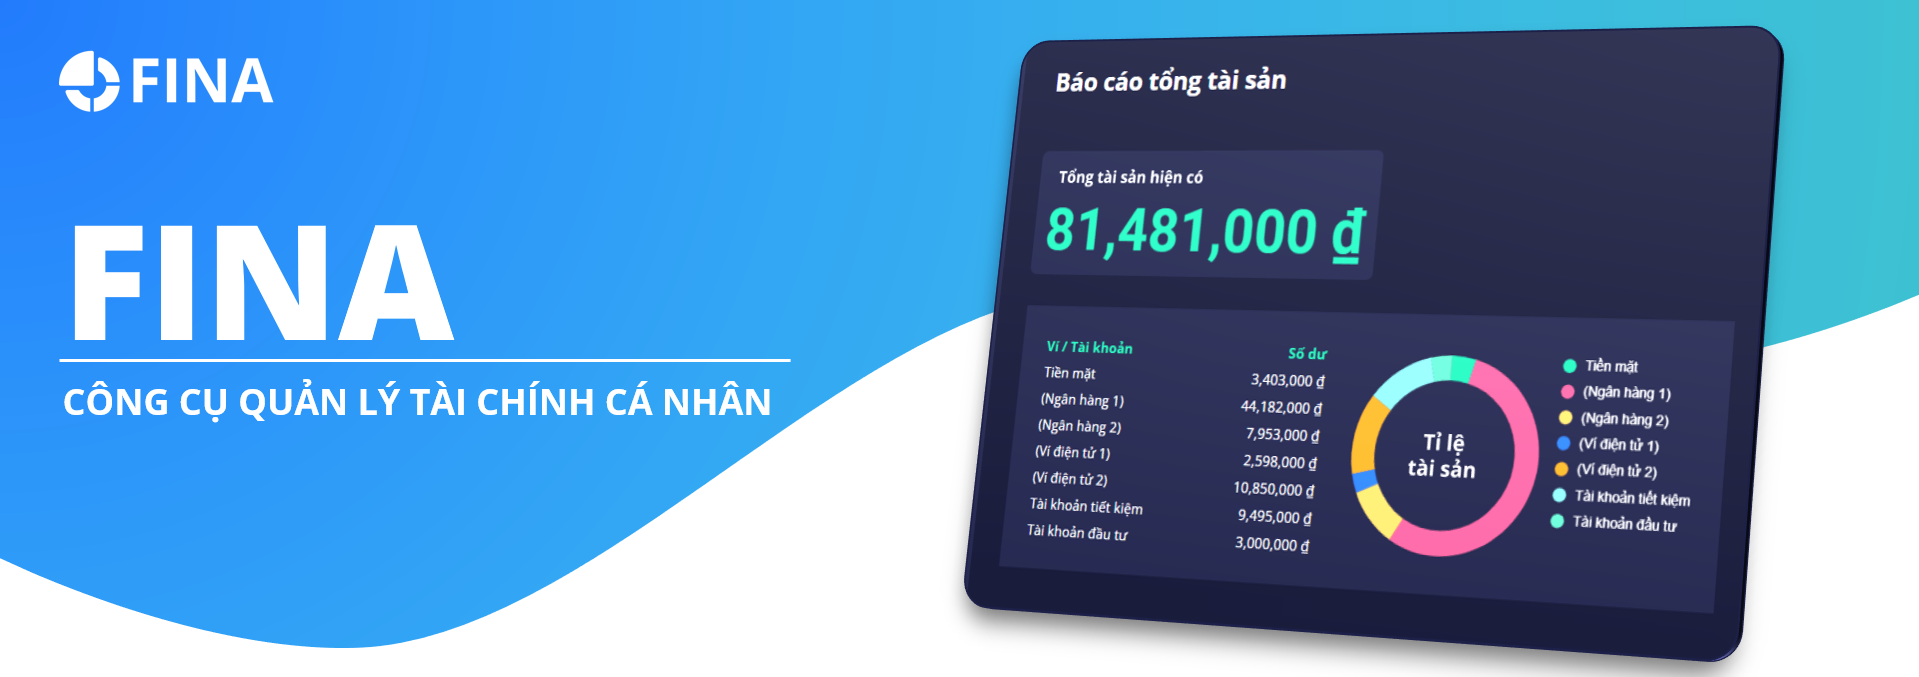 FINA
FINA
CÔNG CỤ QUẢN LÝ TÀI CHÍNH CÁ NHÂN
Báo cáo tổng tài sản
Tổng tài sản hiện có
81,481,000 ₫
Ví / Tài khoản Số dư
Tiền mặt 3,403,000 ₫
(Ngân hàng 1) 44,182,000 ₫
(Ngân hàng 2) 7,953,000 ₫
(Ví điện tử 1) 2,598,000 ₫
(Ví điện tử 2) 10,850,000 ₫
Tài khoản tiết kiệm 9,495,000 ₫
Tài khoản đầu tư 3,000,000 ₫
Tỉ lệ
tài sản
Tiền mặt
(Ngân hàng 1)
(Ngân hàng 2)
(Ví điện tử 1)
(Ví điện tử 2)
Tài khoản tiết kiệm
Tài khoản đầu tư